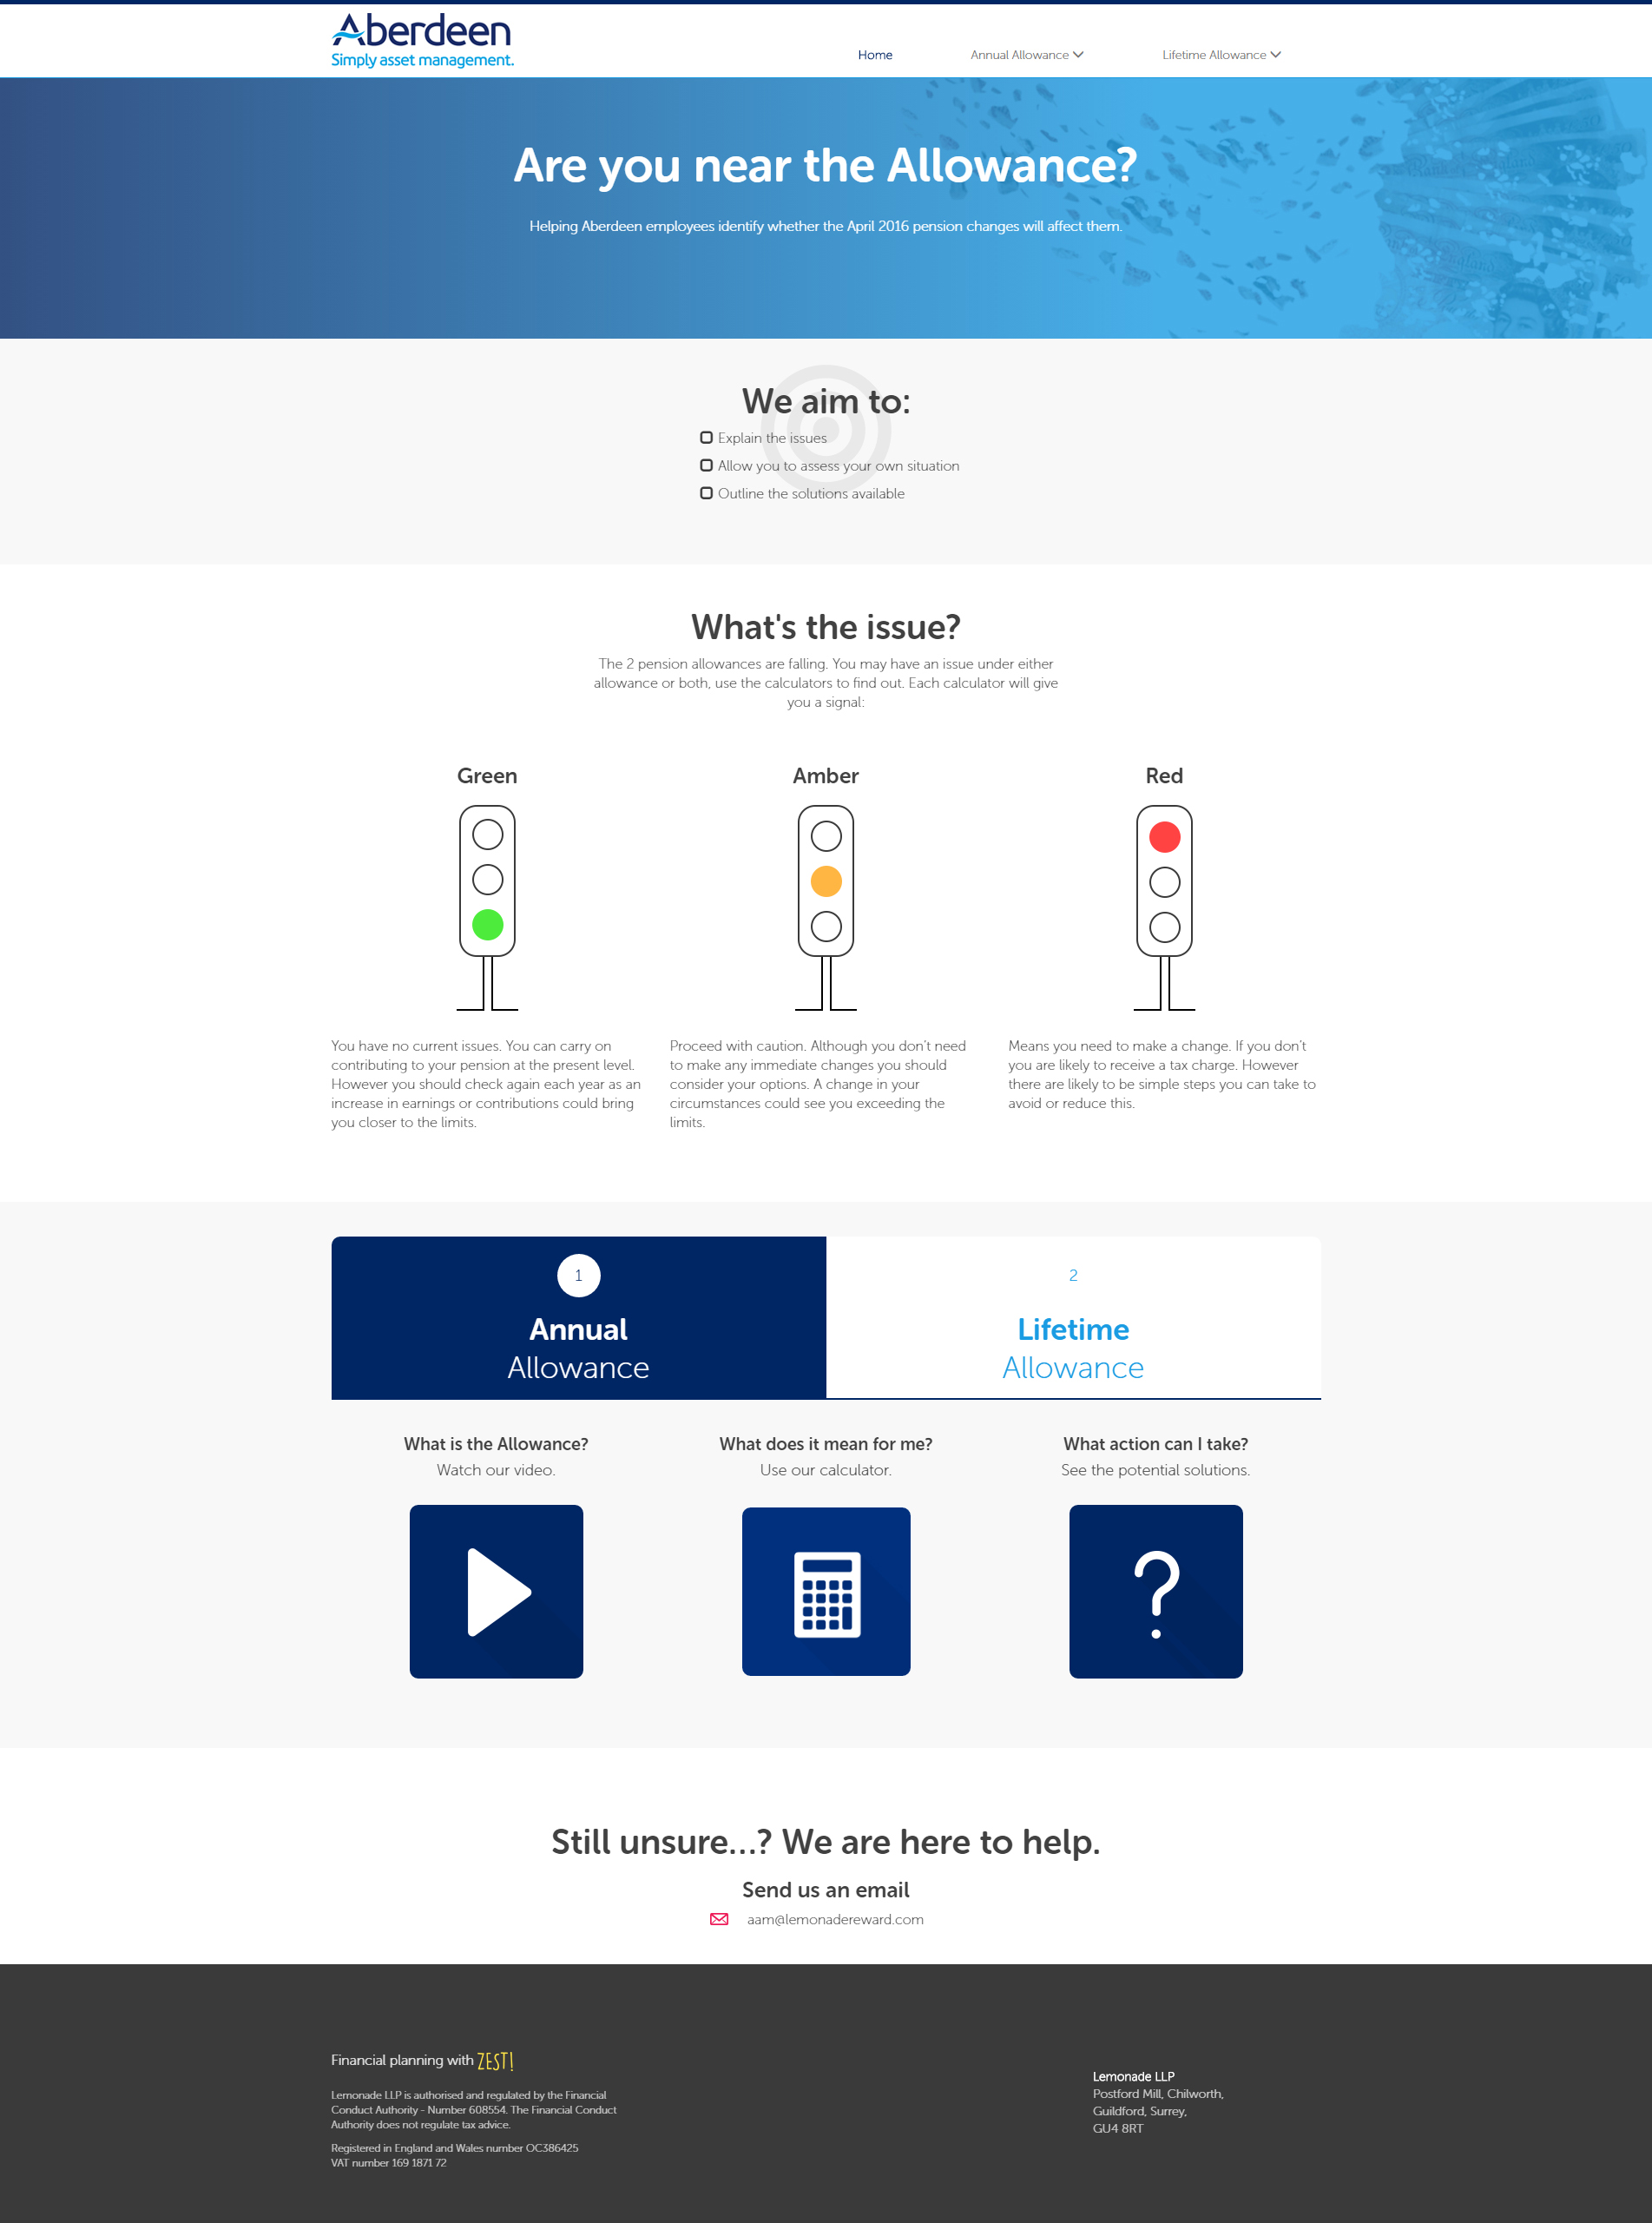 Aberdeen
Simply asset management.
Home
Annual Allowance
Lifetime Allowance
Are you near the Allowance?
Helping Aberdeen employees identify whether the April 2016 pension changes will affect them.
We aim to:
Explain the issues
Allow you to assess your own situation
Outline the solutions available
What's the issue?
The 2 pension allowances are falling. You may have an issue under either
allowance or both, use the calculators to find out. Each calculator will give
you a signal:
Green
You have no current issues. You can carry on
contributing to your pension at the present level.
However you should check again each year as an
increase in earnings or contributions could bring
you closer to the limits.
Amber
Proceed with caution. Although you don't need
to make any immediate changes you should
consider your options. A change in your
circumstances could see you exceeding the
limits.
Red
Means you need to make a change. If you don't
you are likely to receive a tax charge. However
there are likely to be simple steps you can take to
avoid or reduce this.
1
Annual
Allowance
2
Lifetime
Allowance
What is the Allowance?
Watch our video.
What does it mean for me?
Use our calculator.
What action can I take?
See the potential solutions.
?
Still unsure...? We are here to help.
Send us an email
aam@lemonadereward.com
Financial planning with ZEST!
Lemonade LLP is authorised and regulated by the Financial
Conduct Authority - Number 608554. The Financial Conduct
Authority does not regulate tax advice.
Registered in England and Wales number OC386425
VAT number 169 1871 72
Lemonade LLP
Postford Mill, Chilworth,
Guildford, Surrey,
GU4 8RT